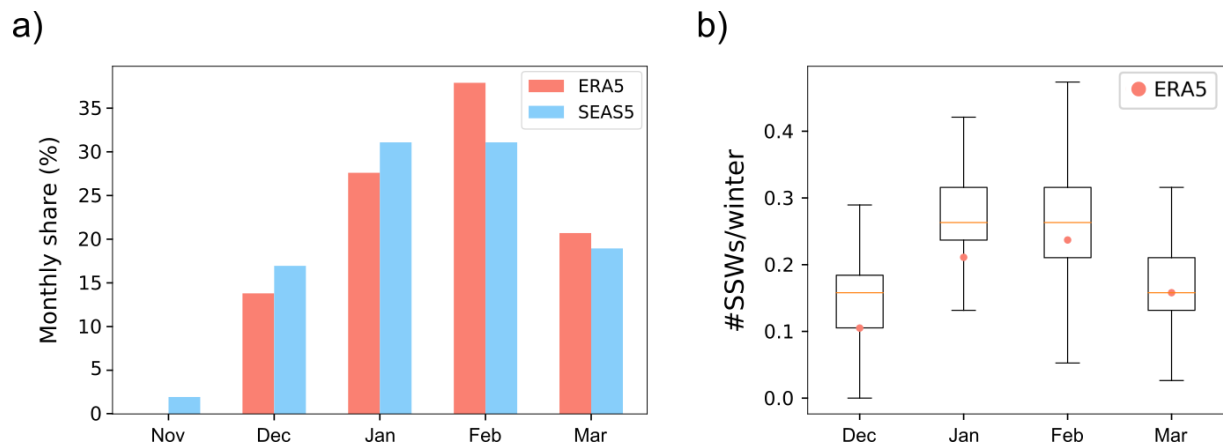 a)
Monthly share (%)
35
30
25
20
15
10
5
0
Nov Dec Jan Feb Mar
ERA5
SEAS5
b)
#SSWs/winter
0.4
0.3
0.2
0.1
0.0
Dec Jan Feb Mar
ERA5